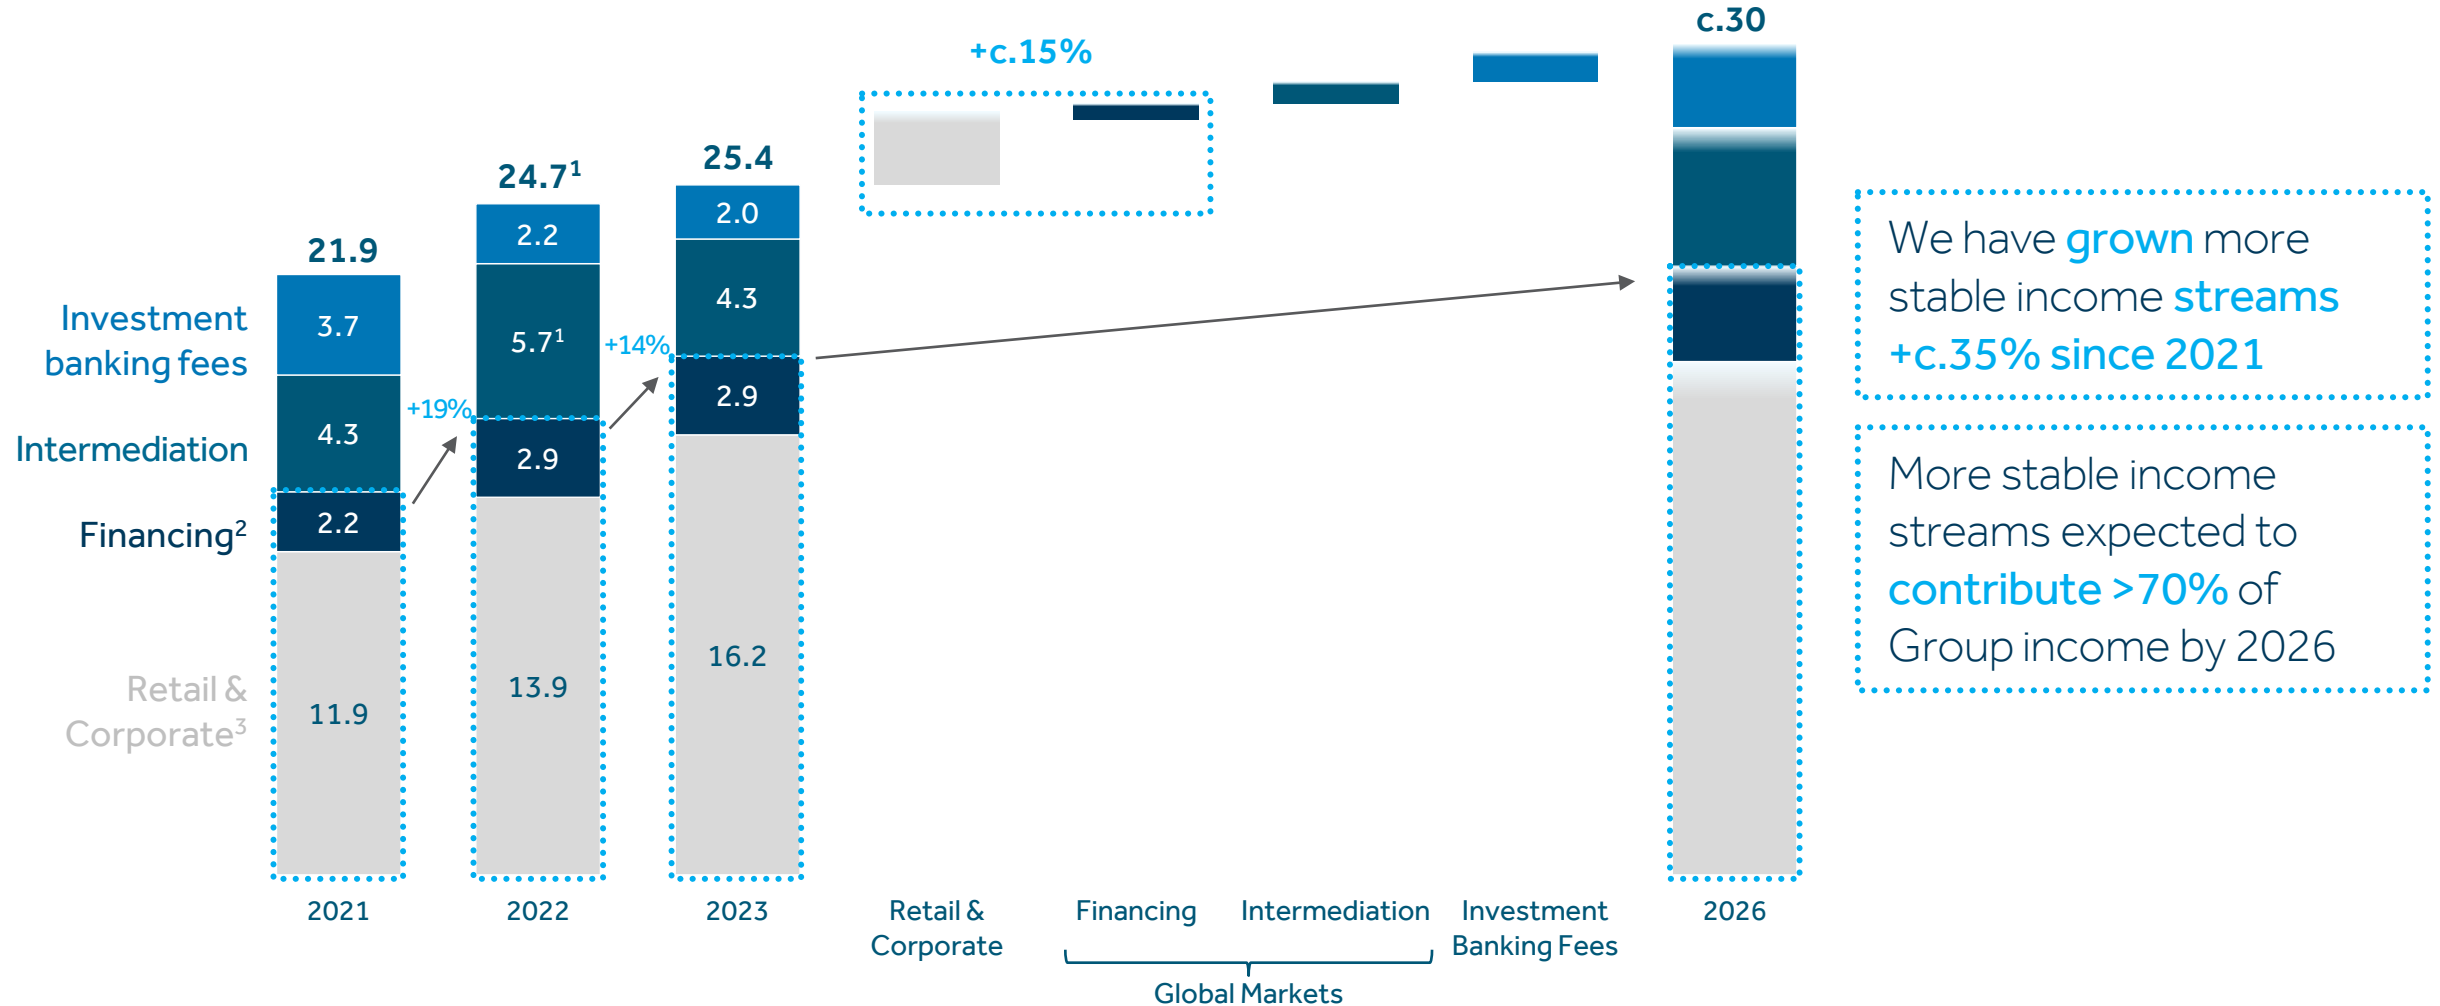 c.30
+c.15%
25.4
24.7¹
21.9
2.0
2.2
3.7
4.3
5.7¹
4.3
+14%
+19%
2.9
2.9
2.2
16.2
13.9
11.9
Investment
banking fees
Intermediation
Financing²
Retail &
Corporate³
2021
2022
2023
Retail &
Corporate
Financing
Intermediation
Investment
Banking Fees
2026
Global Markets
We have grown more
stable income streams
+c.35% since 2021
More stable income
streams expected to
contribute >70% of
Group income by 2026